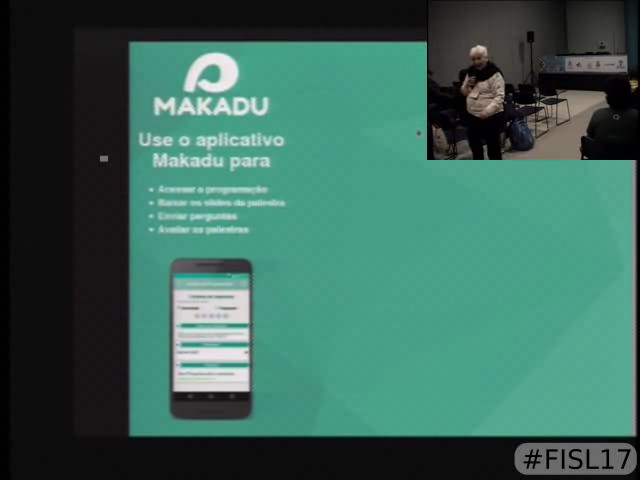 MAKADU
Use o aplicativo
Makadu para
• Acessar a programação
• Baixar os slides da palestra
• Enviar perguntas
• Avaliar as palestras
#FISL17